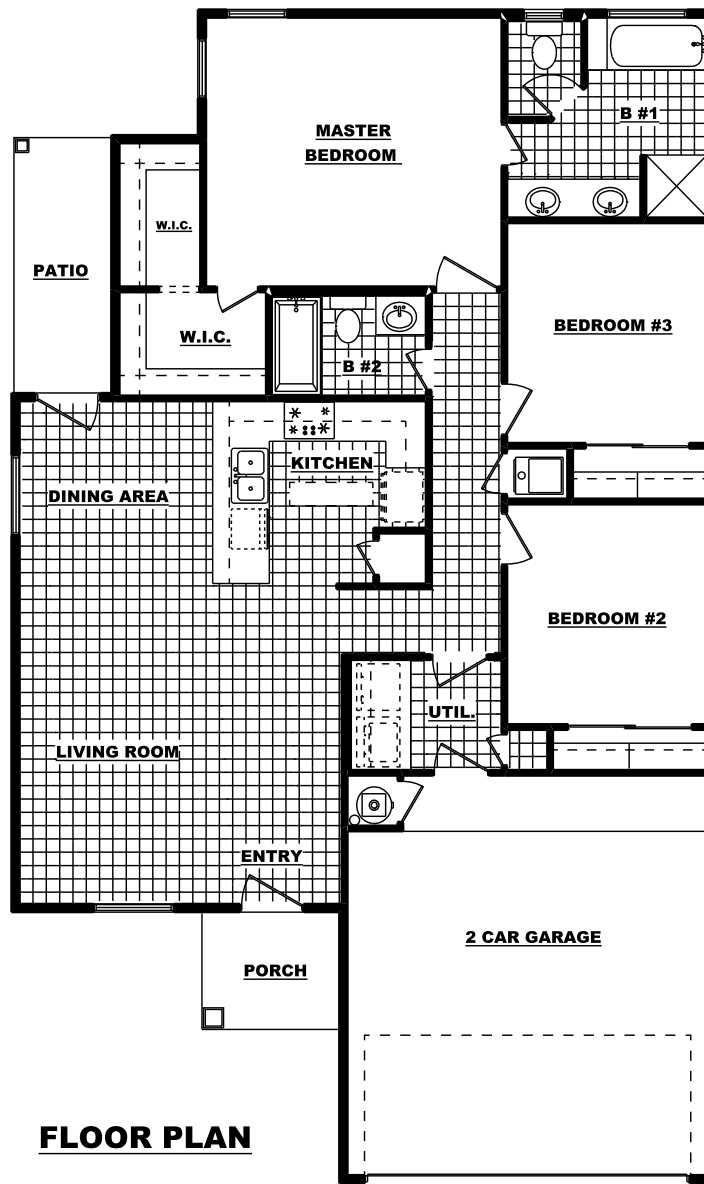 B #1
MASTER
BEDROOM
W.I.C.
PATIO
W.I.C.
BEDROOM #3
B #2
KITCHEN
DINING AREA
BEDROOM #2
UTIL.
LIVING ROOM
ENTRY
2 CAR GARAGE
PORCH
FLOOR PLAN